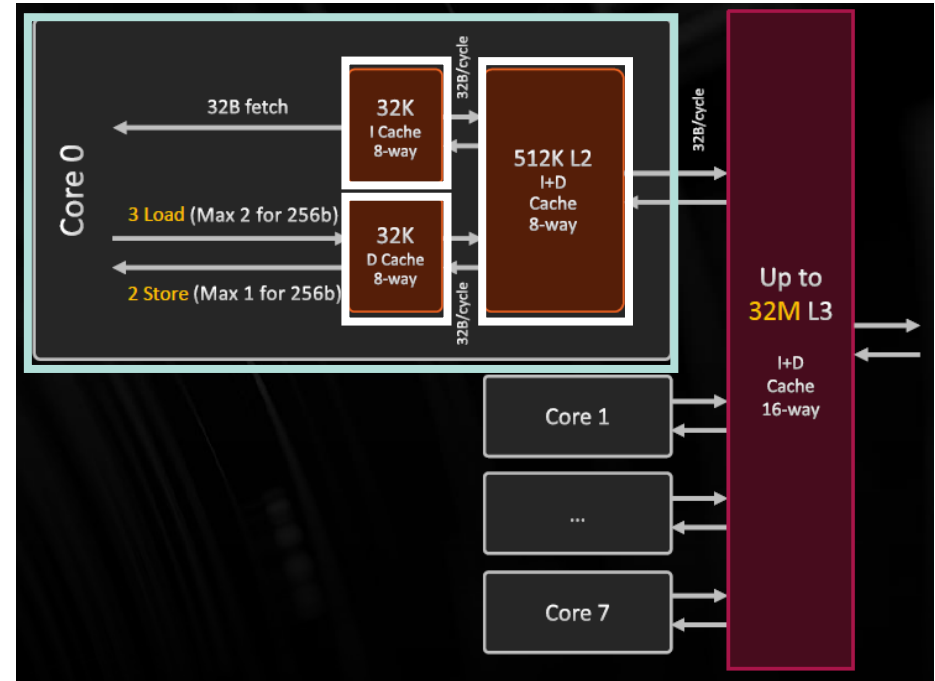 Core 0
32B fetch
3 Load (Max 2 for 256b)
2 Store (Max 1 for 256b)
32K
I Cache
8-way
32K
D Cache
8-way
32B/cycle
32B/cycle
512K L2
I+D
Cache
8-way
32B/cycle
Up to
32M L3
I+D
Cache
16-way
Core 1
...
Core 7